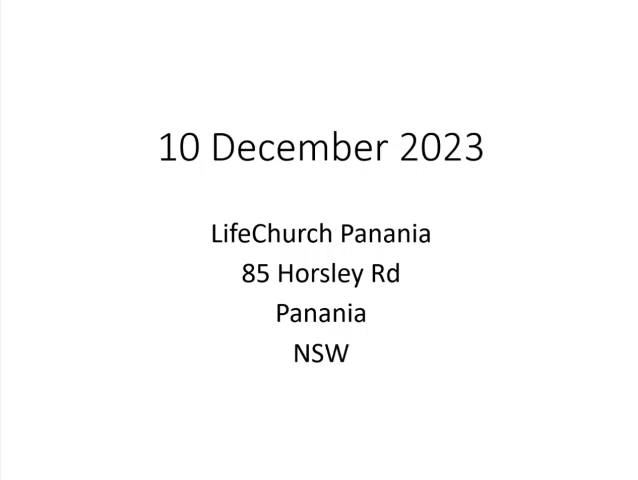 10 December 2023
LifeChurch Panania
85 Horsley Rd
Panania
NSW